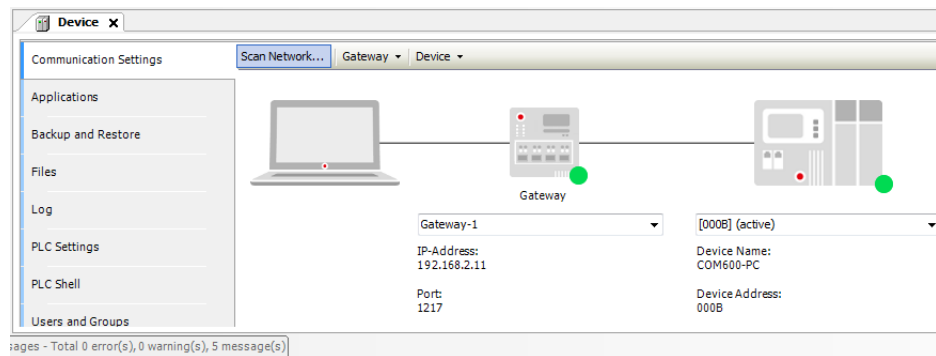 Device
Communication Settings
Scan Network...
Gateway
Device
Applications
Backup and Restore
Files
Log
PLC Settings
PLC Shell
Users and Groups
Gateway
Gateway-1
IP-Address:
192.168.2.11
Port:
1217
[000B] (active)
Device Name:
COM600-PC
Device Address:
000B
sages - Total 0 error(s), 0 warning(s), 5 message(s)